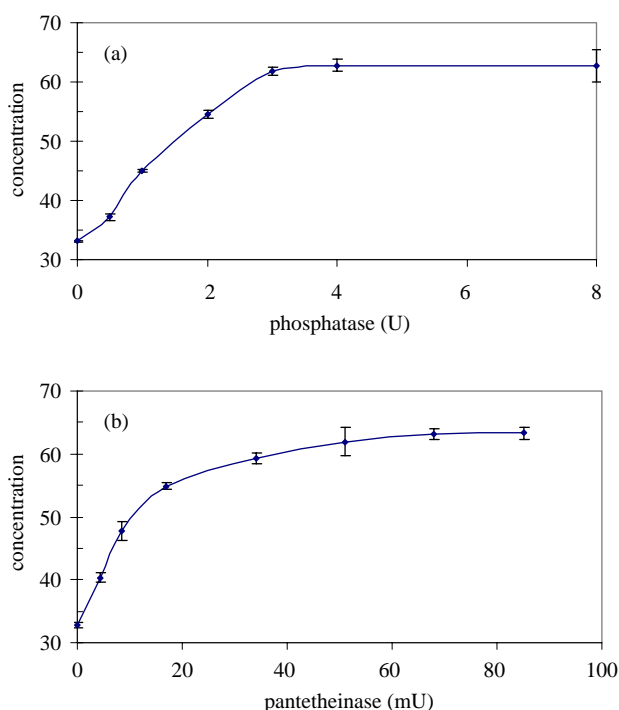 70
(a)
60
concentration
50
40
30
0 2 4 6 8
phosphatase (U)
70
(b)
60
concentration
50
40
30
0 20 40 60 80 100
pantetheinase (mU)